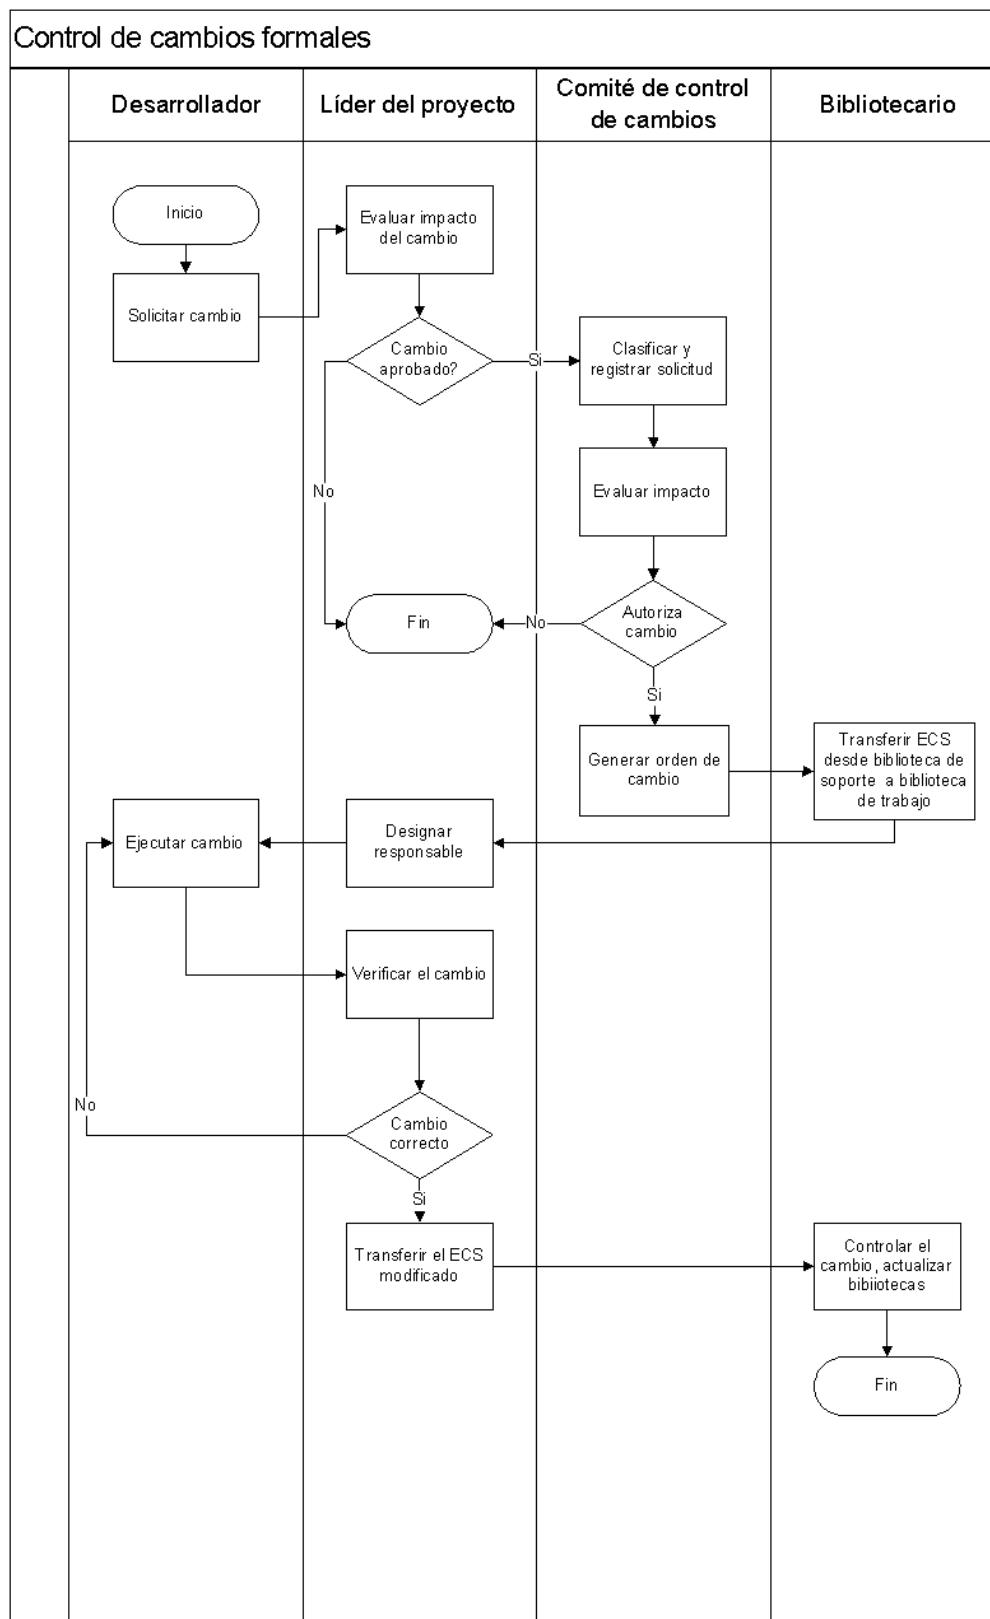 Control de cambios formales
Desarrollador
Líder del proyecto
Comité de control
de cambios
Bibliotecario
Inicio
Evaluar impacto
del cambio
Solicitar cambio
Cambio
aprobado?
Si
Clasificar y
registrar solicitud
No
Evaluar impacto
Fin
No
Autoriza
cambio
Si
Generar orden de
cambio
Transferir ECS
desde biblioteca de
soporte a biblioteca
de trabajo
Ejecutar cambio
Designar
responsable
Verificar el cambio
No
Cambio
correcto
Si
Transferir el ECS
modificado
Controlar el
cambio, actualizar
bibiiotecas
Fin